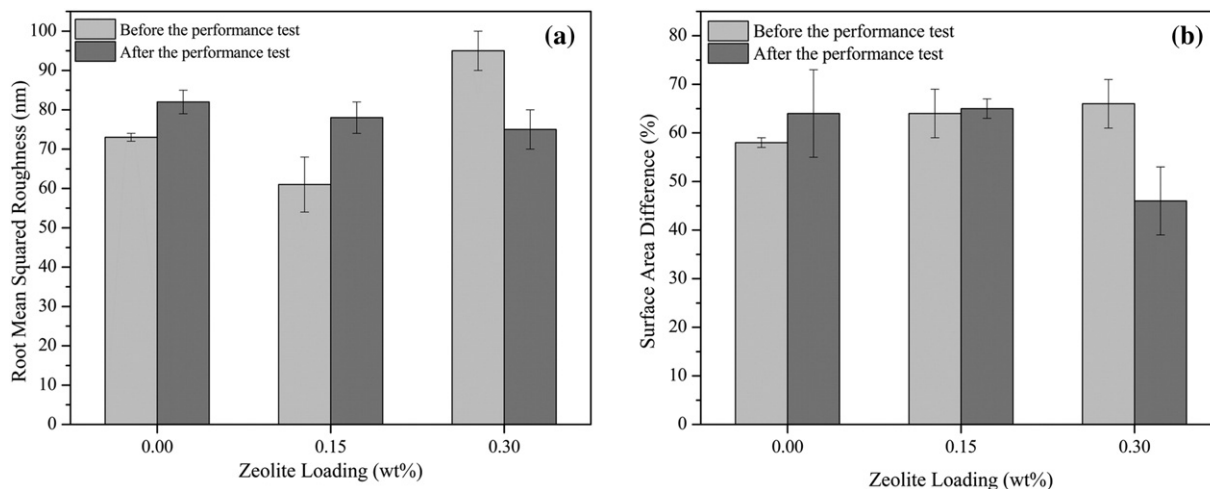 (a)
Before the performance test
After the performance test
Root Mean Squared Roughness (nm)
100
90
80
70
60
50
40
30
20
10
0
0.00
0.15
0.30
Zeolite Loading (wt%)
(b)
Before the performance test
After the performance test
Surface Area Difference (%)
80
70
60
50
40
30
20
10
0
0.00
0.15
0.30
Zeolite Loading (wt%)